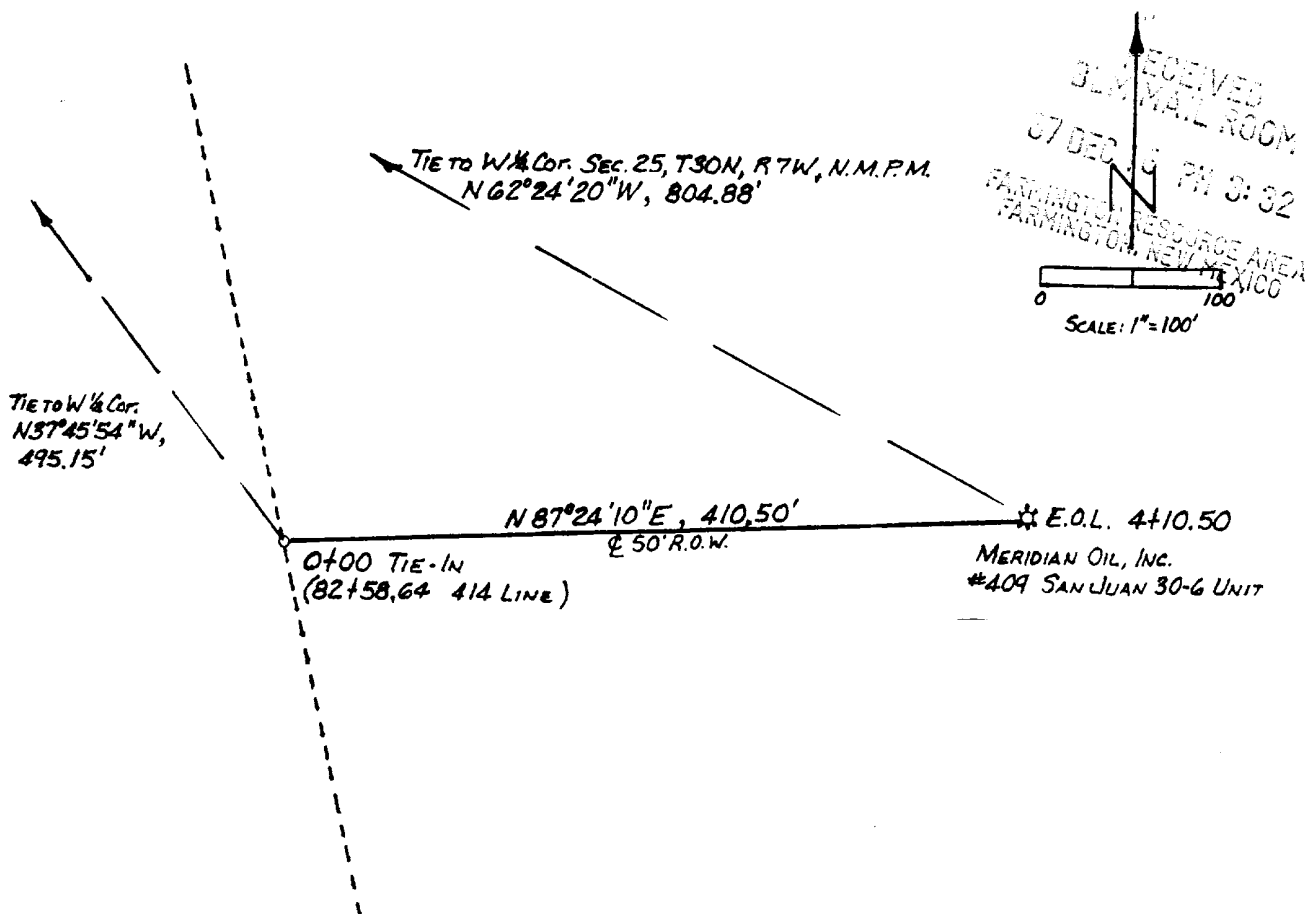 RECEIVED
BLM MAIL ROOM
87 DEC PM 3:32
FARMINGTON RESOURCE AREA
FARMINGTON, NEW MEXICO
N
0 100
SCALE: 1"=100'
TIE TO W¼ COR. SEC. 25, T30N, R7W, N.M.P.M.
N 62°24'20"W, 804.88'
TIE TO W ¼ COR.
N37°45'54"W,
495.15'
N 87°24'10"E, 410.50'
℄ 50' R.O.W.
E.O.L. 4+10.50
0+00 TIE-IN
(82+58.64 414 LINE)
MERIDIAN OIL, INC.
#409 SAN JUAN 30-6 UNIT